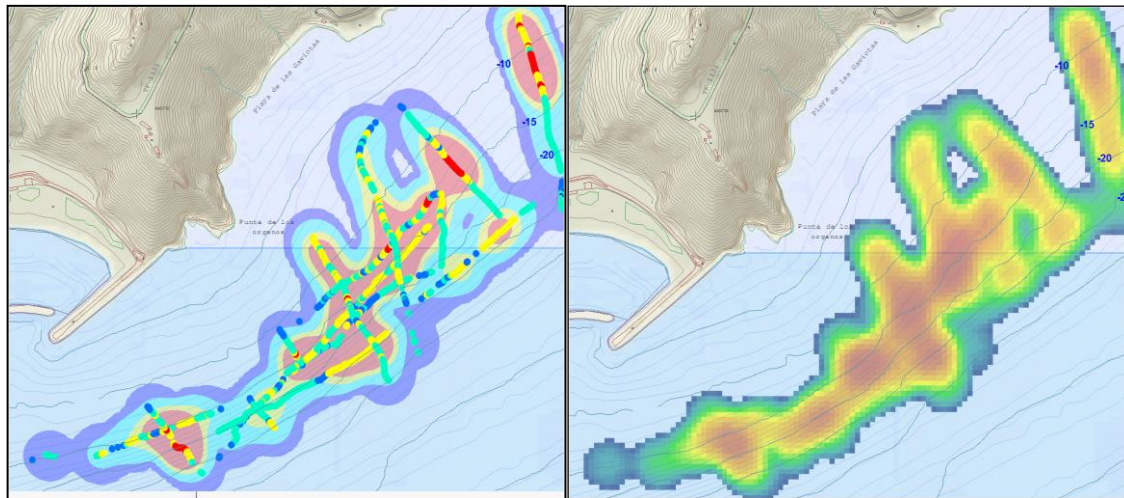 Playa de las Gaviotas
-10
-15
-20
Punta de los
organos
Playa de las Gaviotas
-10
-15
-20
Punta de los
organos